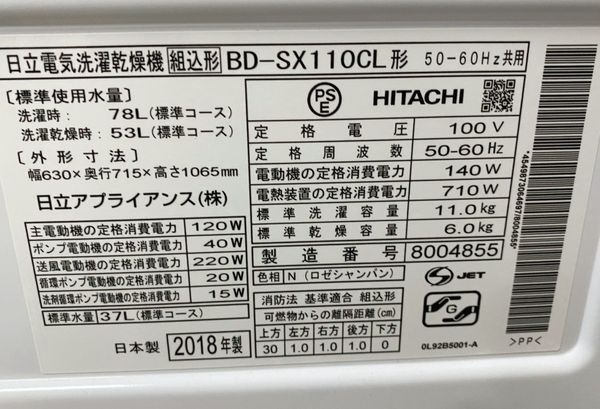 日立電気洗濯乾燥機 組込形 BD-SX110CL形 50-60Hz共用
[標準使用水量]
洗濯時: 78L(標準コース)
洗濯乾燥時: 53L(標準コース)
[外形寸法]
幅630×奥行715×高さ1065mm
日立アプライアンス(株)
主電動機の定格消費電力 120W
ポンプ電動機の定格消費電力 40W
送風電動機の定格消費電力 220W
循環ポンプ電動機の定格消費電力 20W
洗剤循環ポンプ電動機の定格消費電力 15W
標準水量 37L(標準コース)
日本製 2018年製
PSE HITACHI
定格電圧 100V
定格周波数 50-60Hz
電動機の定格消費電力 140W
電熱装置の定格消費電力 710W
標準洗濯容量 11.0kg
標準乾燥容量 6.0kg
製造番号 8004855
色相 N (ロゼシャンパン)
S JET
消防法 基準適合 組込形
可燃物からの離隔距離(cm)
上方 左方 右方 前方 後方 下方
30 1.0 1.0 1.0 0
G
0L92B5001-A
>PP<